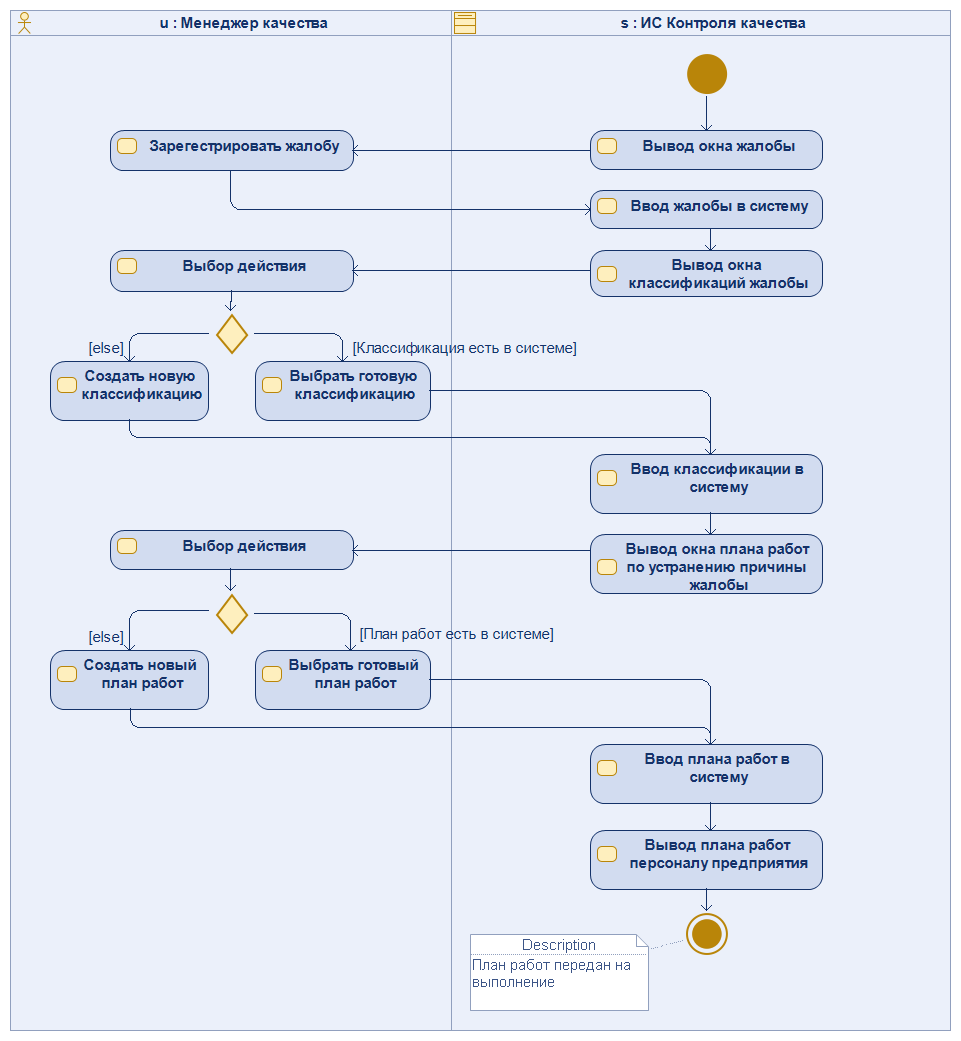 u : Менеджер качества
s : ИС Контроля качества
Зарегестрировать жалобу
Вывод окна жалобы
Ввод жалобы в систему
Выбор действия
Вывод окна
классификаций жалобы
[else]
[Классификация есть в системе]
Создать новую
классификацию
Выбрать готовую
классификацию
Ввод классификации в
систему
Выбор действия
Вывод окна плана работ
по устранению причины
жалобы
[else]
[План работ есть в системе]
Создать новый
план работ
Выбрать готовый
план работ
Ввод плана работ в
систему
Вывод плана работ
персоналу предприятия
Description
План работ передан на
выполнение